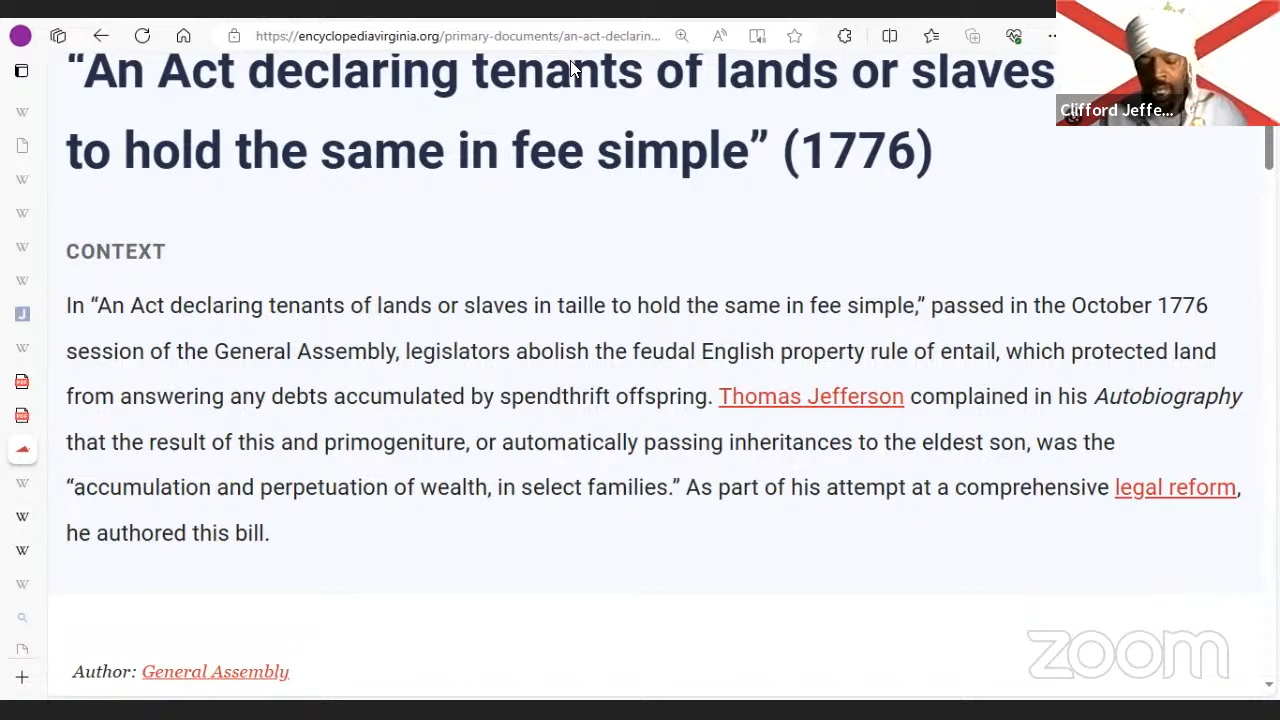 https://encyclopediavirginia.org/primary-documents/an-act-declarin...
“An Act declaring tenants of lands or slaves
to hold the same in fee simple” (1776)
Clifford Jeffe...
CONTEXT
In “An Act declaring tenants of lands or slaves in taille to hold the same in fee simple,” passed in the October 1776
session of the General Assembly, legislators abolish the feudal English property rule of entail, which protected land
from answering any debts accumulated by spendthrift offspring. Thomas Jefferson complained in his Autobiography
that the result of this and primogeniture, or automatically passing inheritances to the eldest son, was the
“accumulation and perpetuation of wealth, in select families.” As part of his attempt at a comprehensive legal reform,
he authored this bill.
Author: General Assembly
zoom